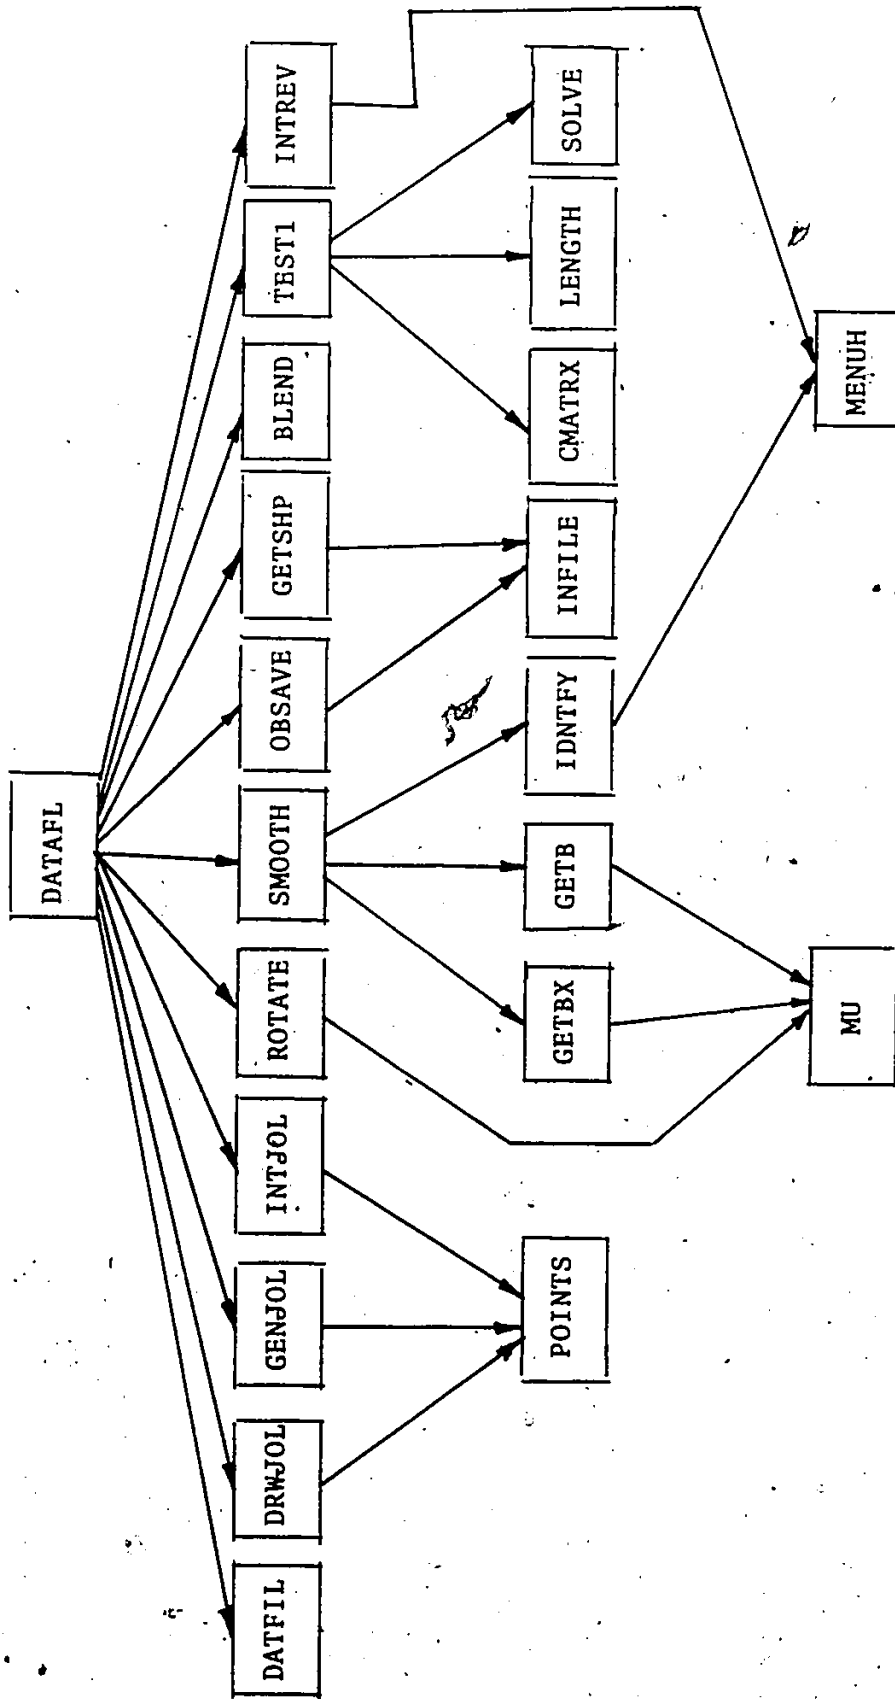 DATAFL
DATFIL
DRWJOL
GENJOL
INTJOL
ROTATE
SMOOTH
OBSAVE
GETSHP
BLEND
TEST1
INTREV
POINTS
GETBX
GETB
IDNTFY
INFILE
CMATRX
LENGTH
SOLVE
MU
MENUH